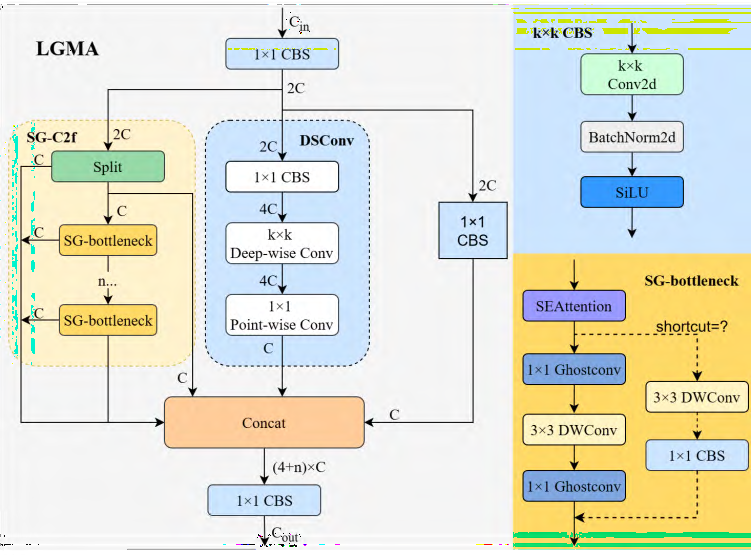 LGMA
C_in
1×1 CBS
2C
SG-C2f
2C
C
Split
C
C
SG-bottleneck
n...
C
SG-bottleneck
C
DSConv
2C
1×1 CBS
4C
k×k
Deep-wise Conv
4C
1×1
Point-wise Conv
C
2C
1×1
CBS
C
Concat
(4+n)×C
1×1 CBS
C_out
k×k CBS
k×k
Conv2d
BatchNorm2d
SiLU
SG-bottleneck
SEAttention
shortcut=?
1×1 Ghostconv
3×3 DWConv
1×1 Ghostconv
3×3 DWConv
1×1 CBS